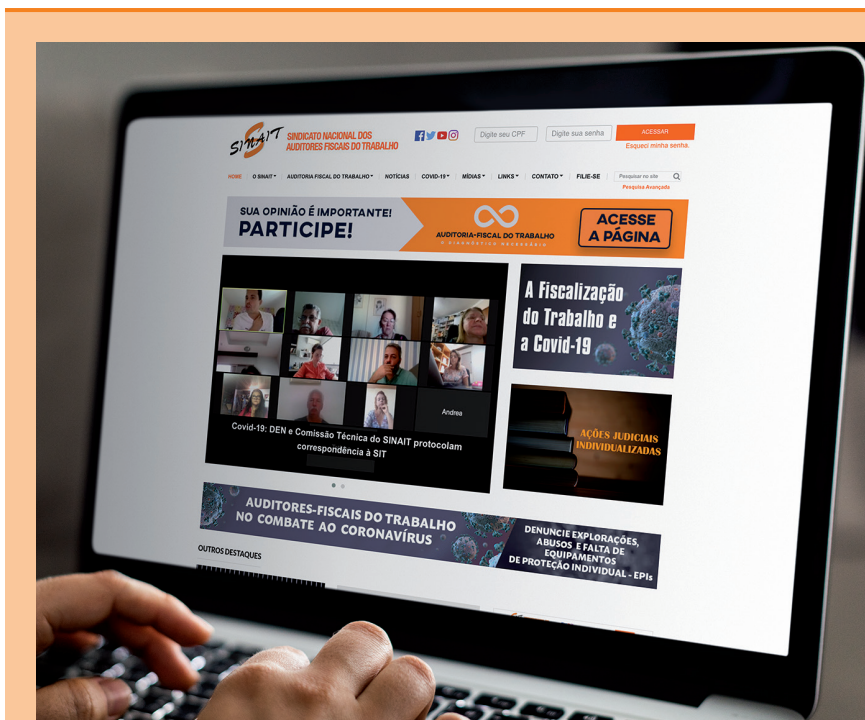 SINAIT
SINDICATO NACIONAL DOS
AUDITORES FISCAIS DO TRABALHO
Digite seu CPF
Digite sua senha
ACESSAR
Esqueci minha senha.
HOME
O SINAIT
AUDITORIA FISCAL DO TRABALHO
NOTÍCIAS
COVID-19
MÍDIAS
LINKS
CONTATO
FILIE-SE
Pesquisar no site
Pesquisa Avançada
SUA OPINIÃO É IMPORTANTE!
PARTICIPE!
AUDITORIA-FISCAL DO TRABALHO
O DIAGNÓSTICO NECESSÁRIO
ACESSE
A PÁGINA
A Fiscalização
do Trabalho e
a Covid-19
Andrea
Covid-19: DEN e Comissão Técnica do SINAIT protocolam
correspondência à SIT
AÇÕES JUDICIAIS
INDIVIDUALIZADAS
AUDITORES-FISCAIS DO TRABALHO
NO COMBATE AO CORONAVÍRUS
DENUNCIE EXPLORAÇÕES,
ABUSOS E FALTA DE
EQUIPAMENTOS
DE PROTEÇÃO INDIVIDUAL - EPIs
OUTROS DESTAQUES